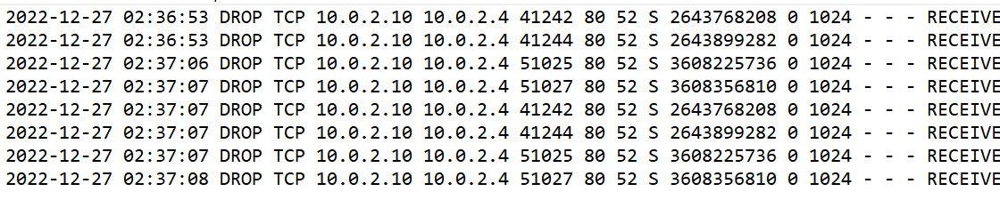 2022-12-27 02:36:53 DROP TCP 10.0.2.10 10.0.2.4 41242 80 52 S 2643768208 0 1024 - - - RECEIVE
2022-12-27 02:36:53 DROP TCP 10.0.2.10 10.0.2.4 41244 80 52 S 2643899282 0 1024 - - - RECEIVE
2022-12-27 02:37:06 DROP TCP 10.0.2.10 10.0.2.4 51025 80 52 S 3608225736 0 1024 - - - RECEIVE
2022-12-27 02:37:07 DROP TCP 10.0.2.10 10.0.2.4 51027 80 52 S 3608356810 0 1024 - - - RECEIVE
2022-12-27 02:37:07 DROP TCP 10.0.2.10 10.0.2.4 41242 80 52 S 2643768208 0 1024 - - - RECEIVE
2022-12-27 02:37:07 DROP TCP 10.0.2.10 10.0.2.4 41244 80 52 S 2643899282 0 1024 - - - RECEIVE
2022-12-27 02:37:07 DROP TCP 10.0.2.10 10.0.2.4 51025 80 52 S 3608225736 0 1024 - - - RECEIVE
2022-12-27 02:37:08 DROP TCP 10.0.2.10 10.0.2.4 51027 80 52 S 3608356810 0 1024 - - - RECEIVE